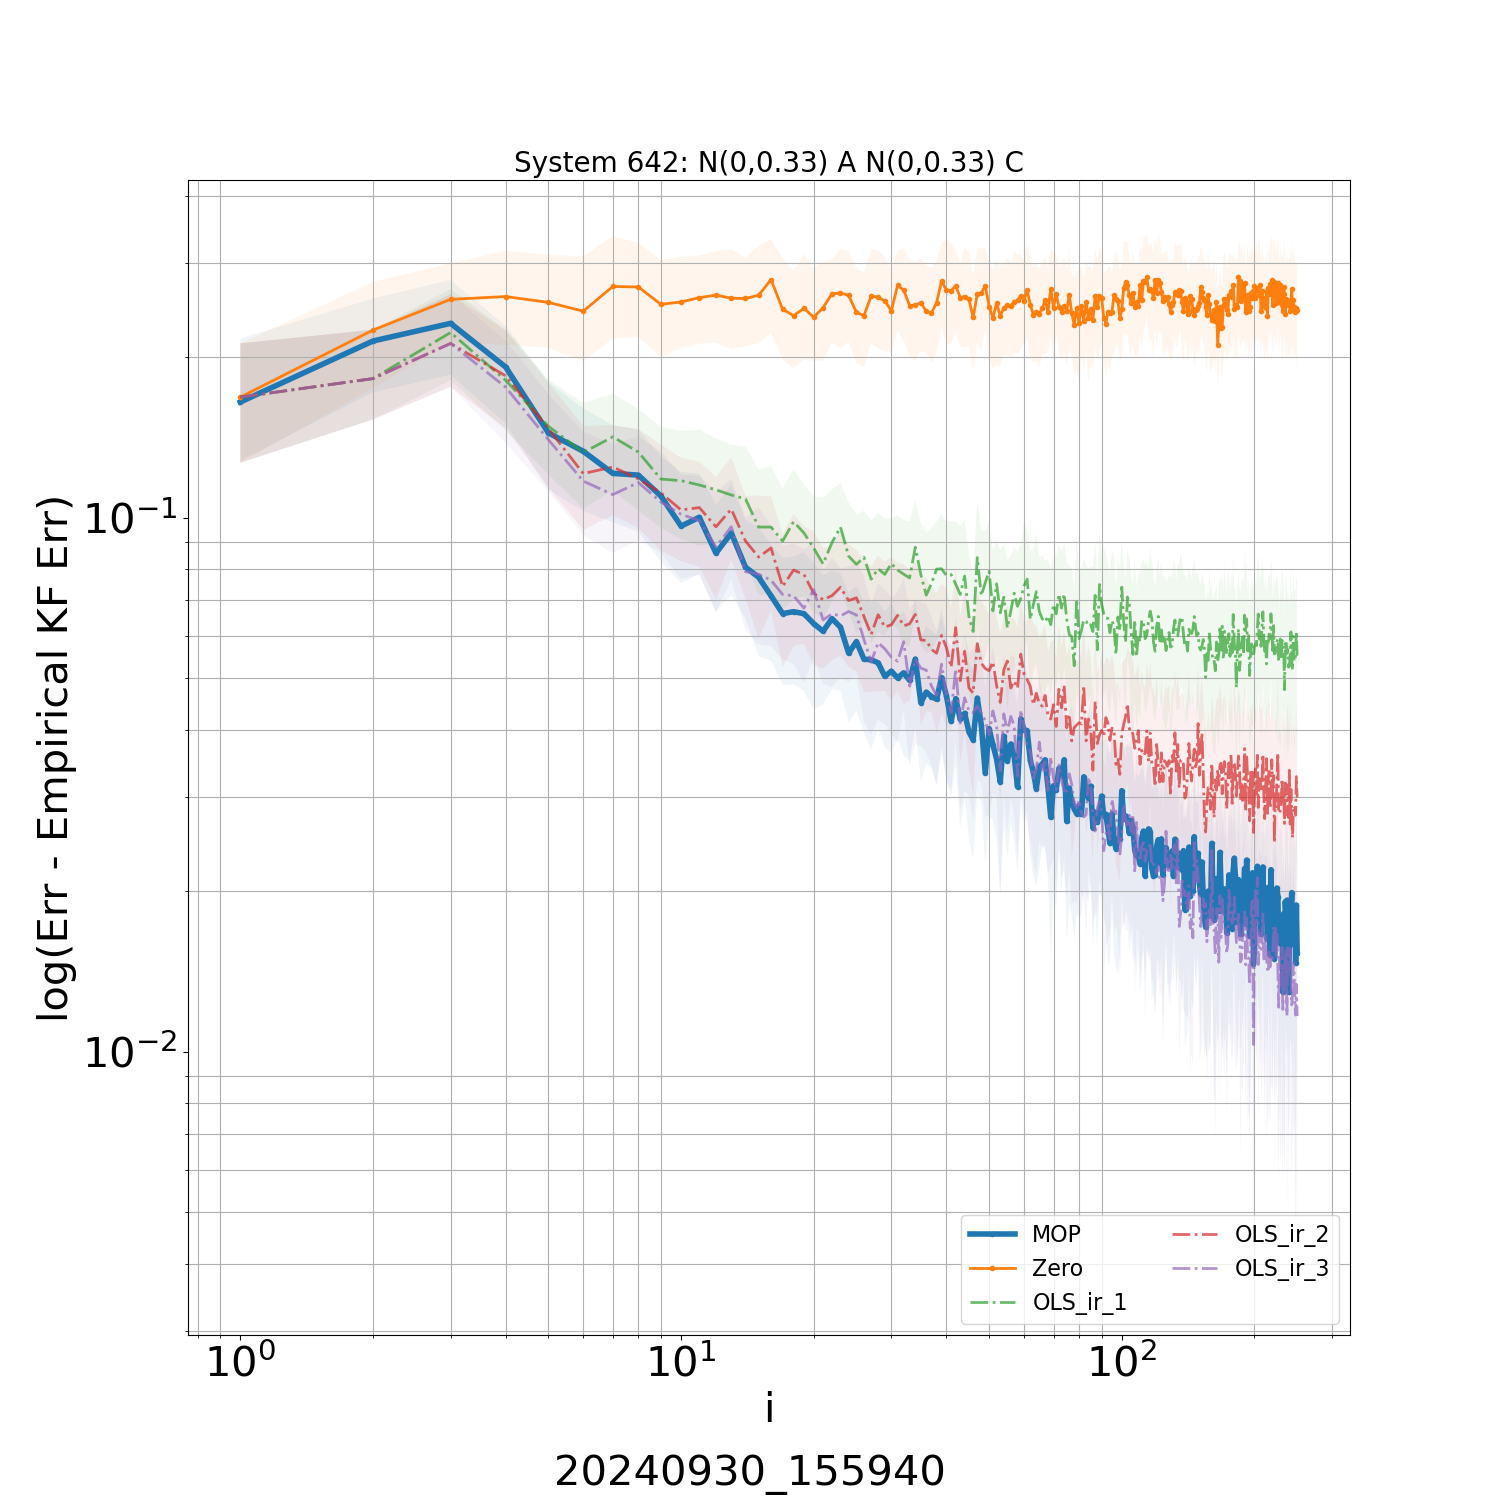 System 642: N(0,0.33) A N(0,0.33) C
log(Err - Empirical KF Err)
10⁻¹
10⁻²
MOP
Zero
OLS_ir_1
OLS_ir_2
OLS_ir_3
10⁰ 10¹ 10²
i
20240930_155940